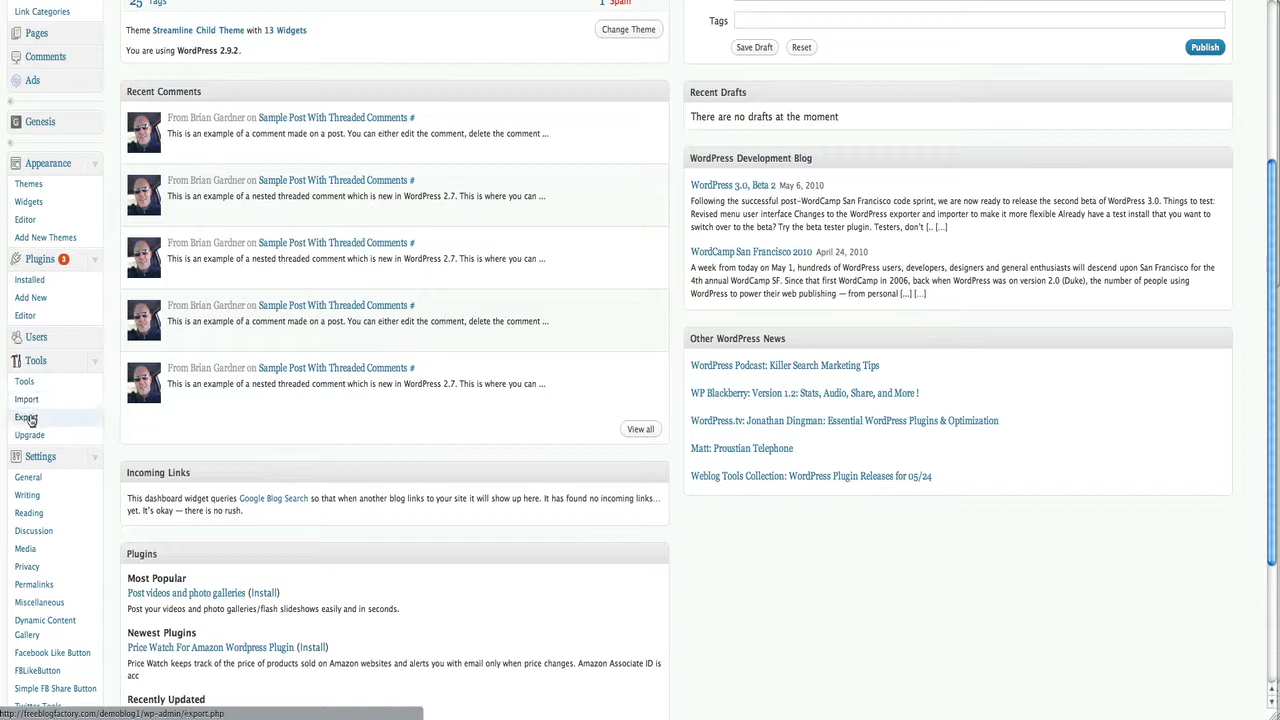 Link Categories
Pages
Comments
Ads
Genesis
Appearance
Themes
Widgets
Editor
Add New Themes
Plugins 3
Installed
Add New
Editor
Users
Tools
Tools
Import
Export
Upgrade
Settings
General
Writing
Reading
Discussion
Media
Privacy
Permalinks
Miscellaneous
Dynamic Content
Gallery
Facebook Like Button
FBLikeButton
Simple FB Share Button
Twitter Tools
25 Tags
1 Spam
Theme Streamline Child Theme with 13 Widgets
Change Theme
You are using WordPress 2.9.2.
Recent Comments
From Brian Gardner on Sample Post With Threaded Comments #
This is an example of a comment made on a post. You can either edit the comment, delete the comment ...
From Brian Gardner on Sample Post With Threaded Comments #
This is an example of a nested threaded comment which is new in WordPress 2.7. This is where you can ...
From Brian Gardner on Sample Post With Threaded Comments #
This is an example of a nested threaded comment which is new in WordPress 2.7. This is where you can ...
From Brian Gardner on Sample Post With Threaded Comments #
This is an example of a comment made on a post. You can either edit the comment, delete the comment ...
From Brian Gardner on Sample Post With Threaded Comments #
This is an example of a nested threaded comment which is new in WordPress 2.7. This is where you can ...
View all
Incoming Links
This dashboard widget queries Google Blog Search so that when another blog links to your site it will show up here. It has found no incoming links...
yet. It's okay — there is no rush.
Plugins
Most Popular
Post videos and photo galleries (Install)
Post your videos and photo galleries/flash slideshows easily and in seconds.
Newest Plugins
Price Watch For Amazon Wordpress Plugin (Install)
Price Watch keeps track of the price of products sold on Amazon websites and alerts you with email only when price changes. Amazon Associate ID is
acc
Recently Updated
Tags
Save Draft
Reset
Publish
Recent Drafts
There are no drafts at the moment
WordPress Development Blog
WordPress 3.0, Beta 2 May 6, 2010
Following the successful post-WordCamp San Francisco code sprint, we are now ready to release the second beta of WordPress 3.0. Things to test:
Revised menu user interface Changes to the WordPress exporter and importer to make it more flexible Already have a test install that you want to
switch over to the beta? Try the beta tester plugin. Testers, don't [.. [...]
WordCamp San Francisco 2010 April 24, 2010
A week from today on May 1, hundreds of WordPress users, developers, designers and general enthusiasts will descend upon San Francisco for the
4th annual WordCamp SF. Since that first WordCamp in 2006, back when WordPress was on version 2.0 (Duke), the number of people using
WordPress to power their web publishing — from personal [...] [...]
Other WordPress News
WordPress Podcast: Killer Search Marketing Tips
WP Blackberry: Version 1.2: Stats, Audio, Share, and More !
WordPress.tv: Jonathan Dingman: Essential WordPress Plugins & Optimization
Matt: Proustian Telephone
Weblog Tools Collection: WordPress Plugin Releases for 05/24
http://freeblogfactory.com/demoblog1/wp-admin/export.php